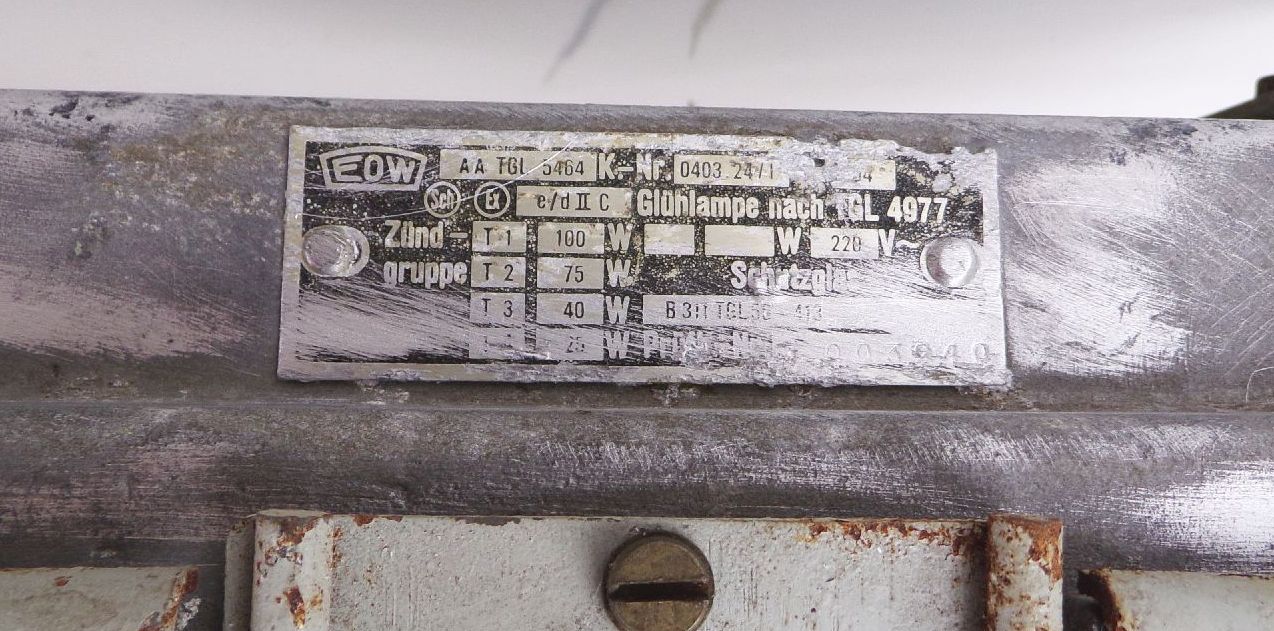 EOW AA TGL 5464 K-Nr. 0403.24/1
Sch Ex e/d II C Glühlampe nach TGL 4977
Zünd- T 1 100 W W 220 V~
gruppe T 2 75 W Schutzgla
T 3 40 W
W